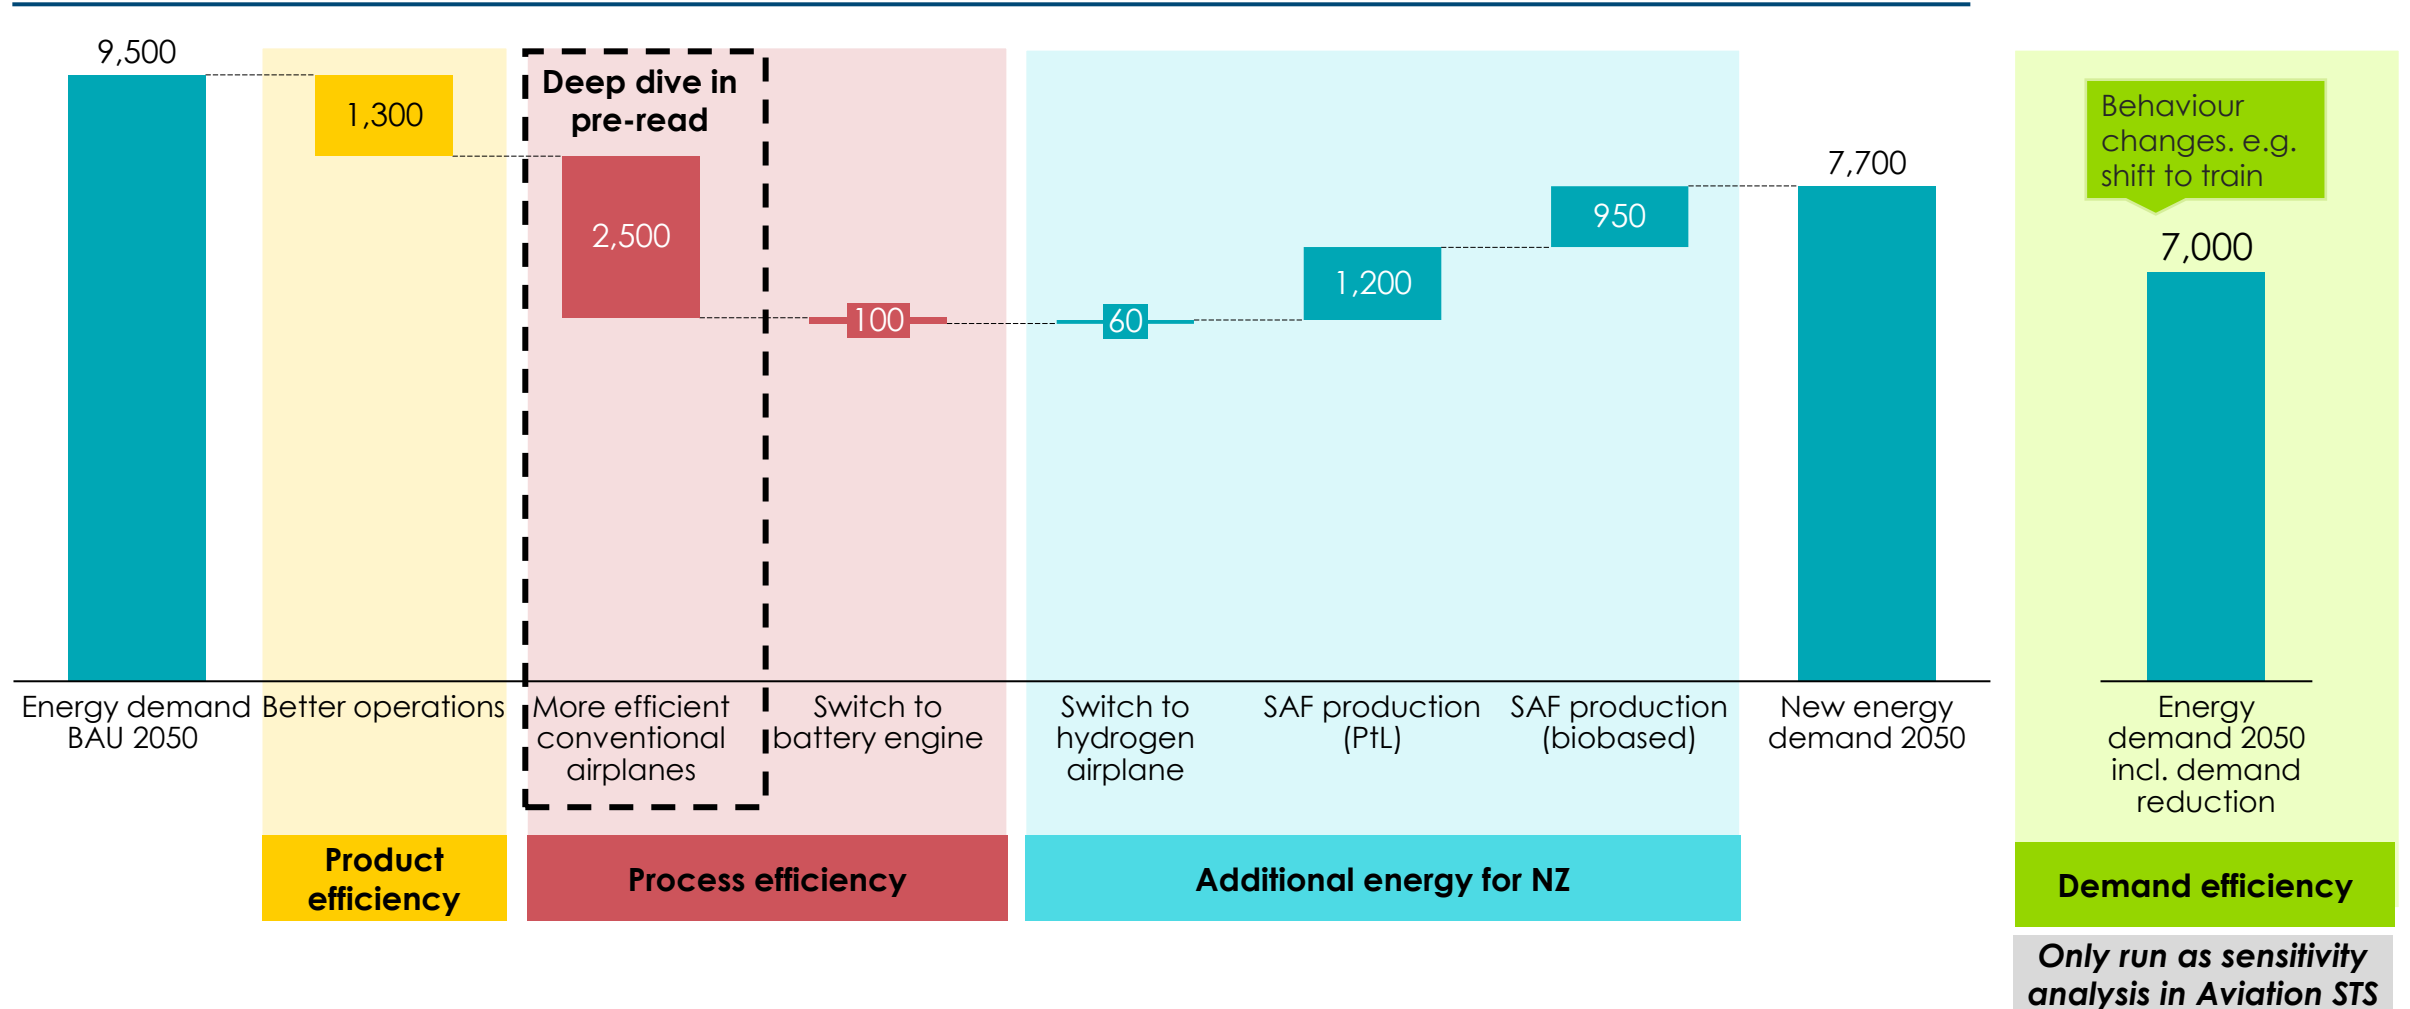 9,500
1,300
Deep dive in
pre-read
2,500
100
60
1,200
950
7,700
Behaviour
changes. e.g.
shift to train
7,000
Energy demand
BAU 2050
Better operations
More efficient
conventional
airplanes
Switch to
battery engine
Switch to
hydrogen
airplane
SAF production
(PtL)
SAF production
(biobased)
New energy
demand 2050
Energy
demand 2050
incl. demand
reduction
Product
efficiency
Process efficiency
Additional energy for NZ
Demand efficiency
Only run as sensitivity
analysis in Aviation STS